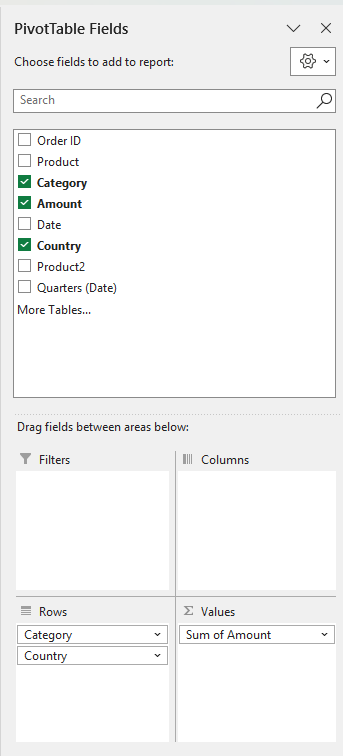 PivotTable Fields
Choose fields to add to report:
Search
Order ID
Product
Category
Amount
Date
Country
Product2
Quarters (Date)
More Tables...
Drag fields between areas below:
Filters
Columns
Rows
Σ Values
Category
Sum of Amount
Country